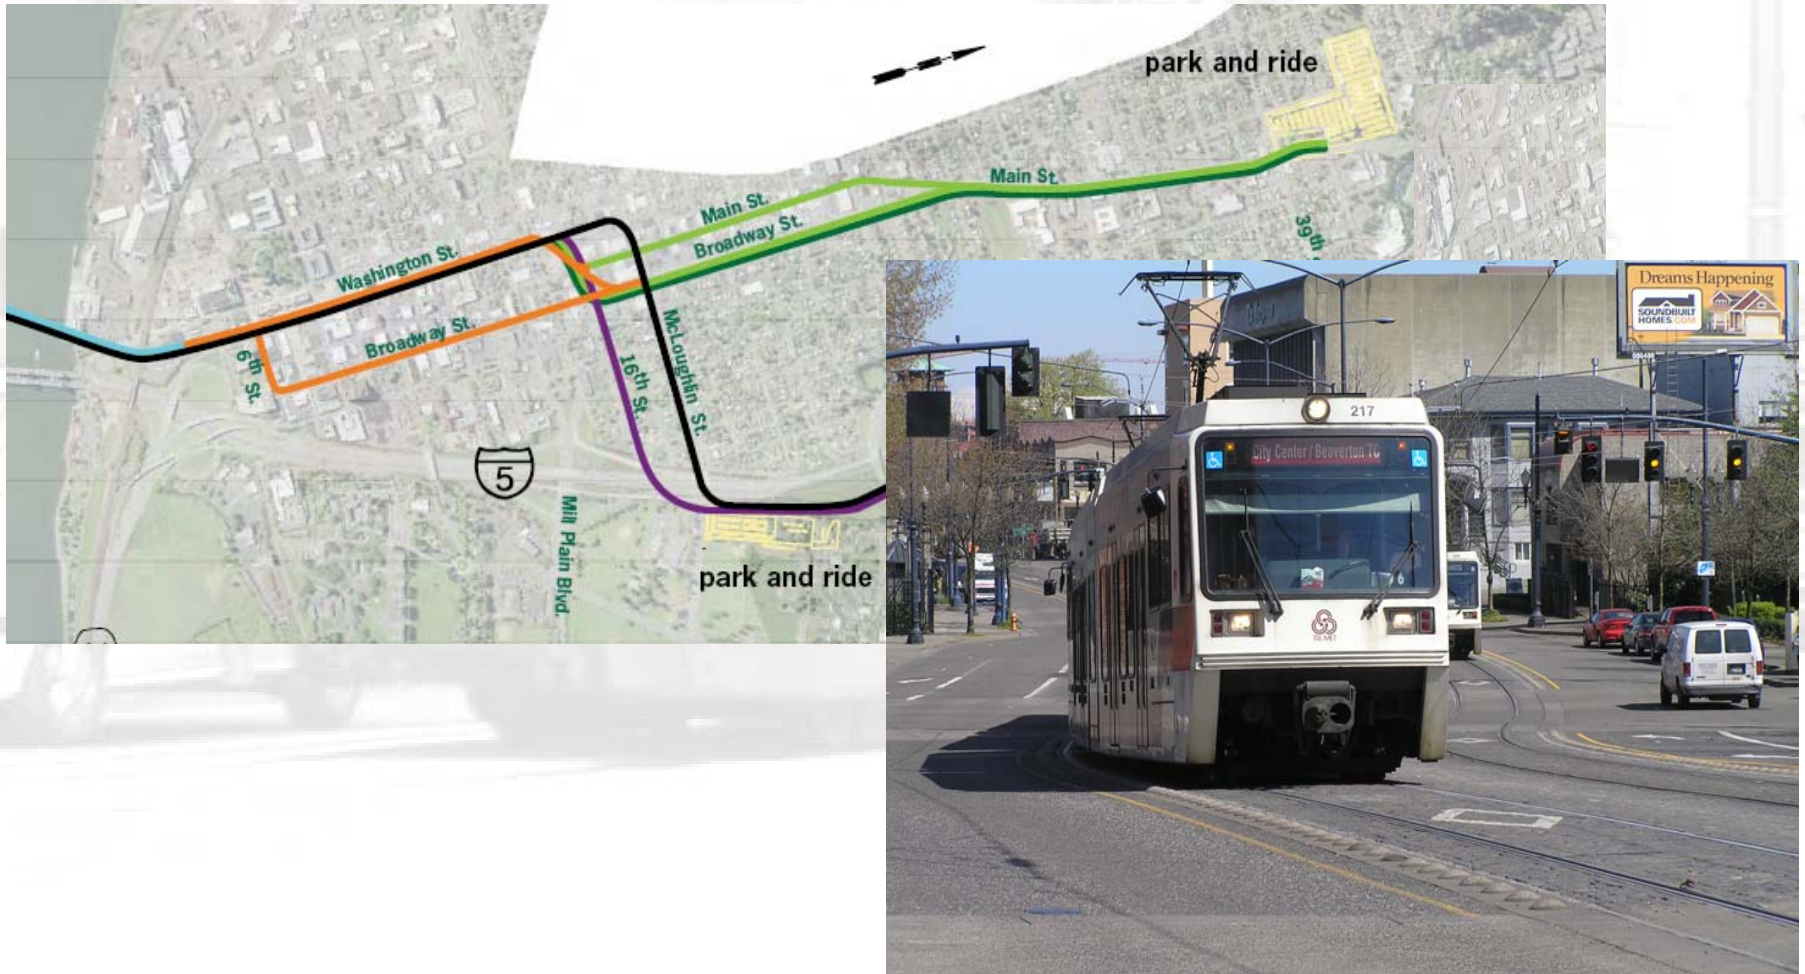 park and ride
Main St.
Main St.
Broadway St.
Washington St.
39th
Broadway St.
McLoughlin St.
6th St.
16th St.
5
Mill Plain Blvd.
park and ride
Dreams Happening
SOUNDBUILT
HOMES.COM
217
City Center / Beaverton TC
6